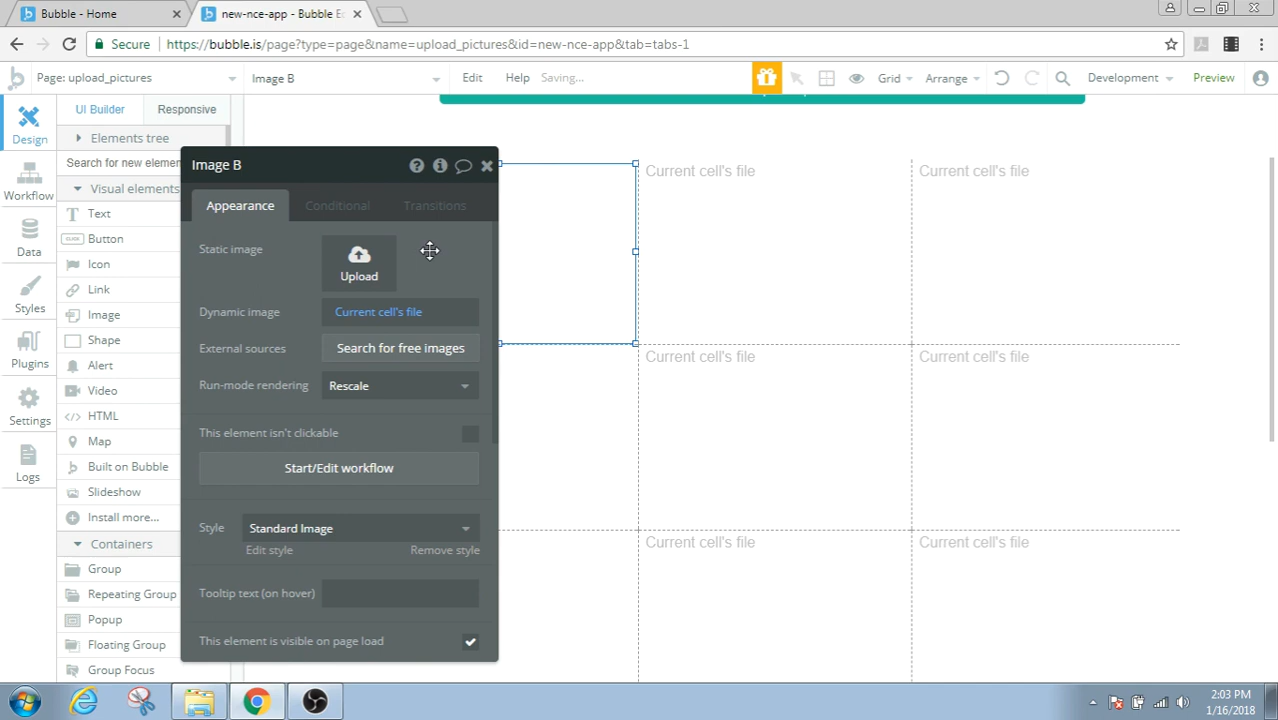 Bubble - Home
new-nce-app - Bubble Ec
Secure
https://bubble.is/page?type=page&name=upload_pictures&id=new-nce-app&tab=tabs-1
Page: upload_pictures
Image B
Edit
Help
Saving...
Grid
Arrange
Development
Preview
Design
Workflow
Data
Styles
Plugins
Settings
Logs
UI Builder
Responsive
Elements tree
Search for new elemen
Visual elements
Text
CLICK
Button
Icon
Link
Image
Shape
Alert
Video
HTML
Map
Built on Bubble
Slideshow
Install more...
Containers
Group
Repeating Group
Popup
Floating Group
Group Focus
Image B
Appearance
Conditional
Transitions
Static image
Upload
Dynamic image
Current cell's file
External sources
Search for free images
Run-mode rendering
Rescale
This element isn't clickable
Start/Edit workflow
Style
Standard Image
Edit style
Remove style
Tooltip text (on hover)
This element is visible on page load
Current cell's file
Current cell's file
Current cell's file
Current cell's file
Current cell's file
Current cell's file
2:03 PM
1/16/2018